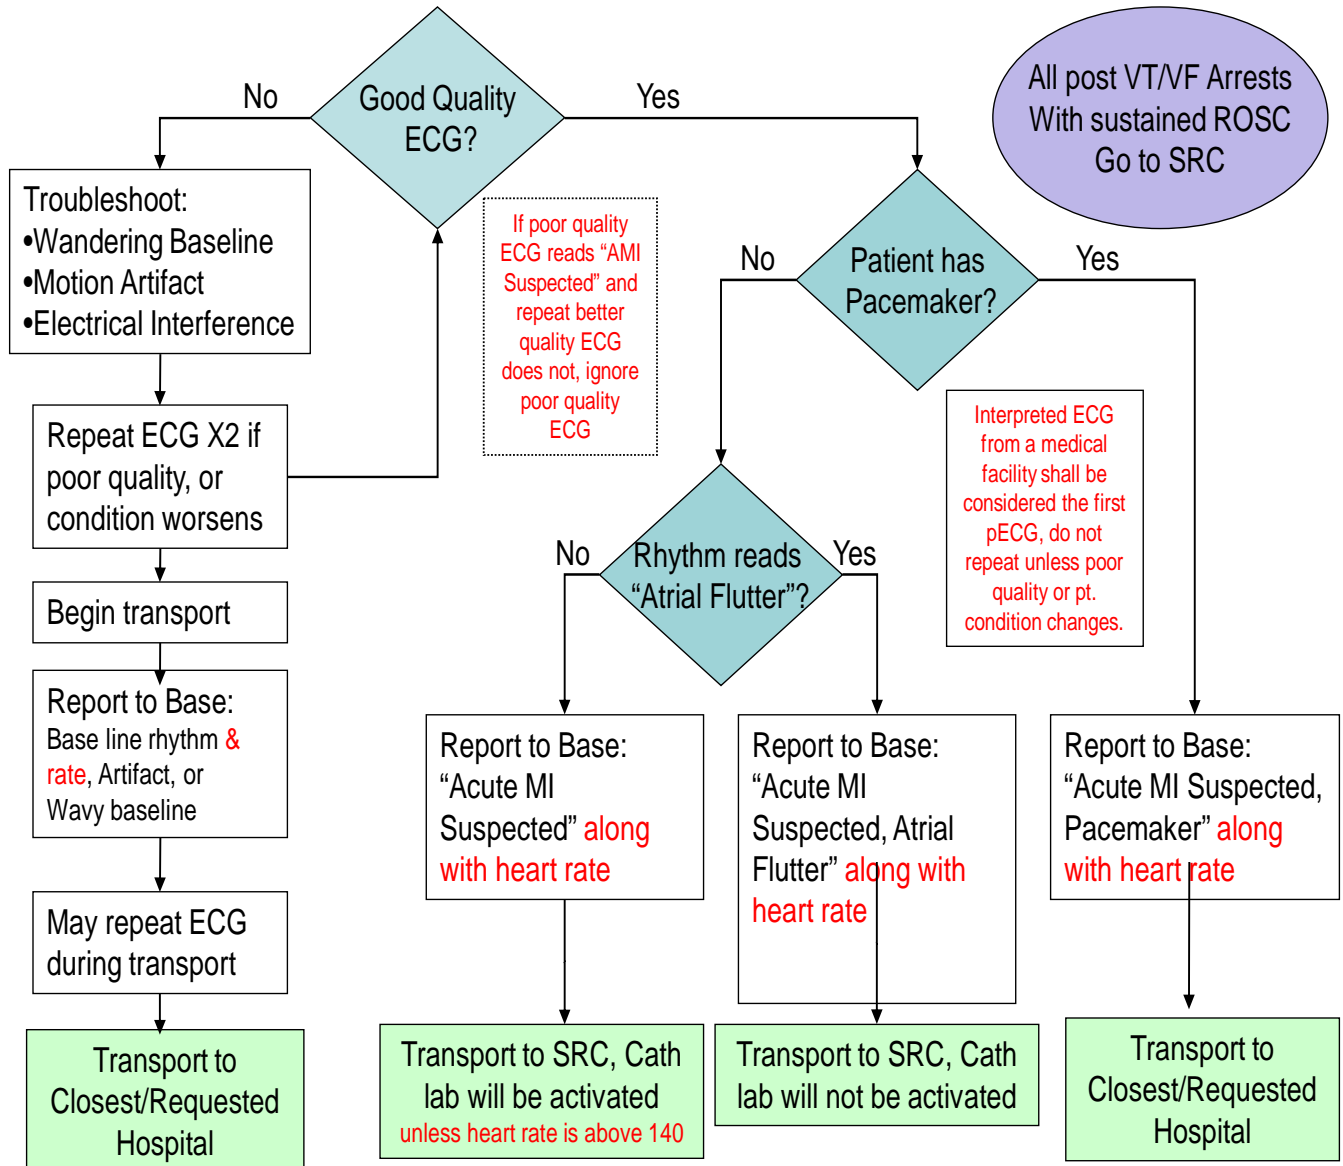 No
Good Quality
ECG?
Yes
All post VT/VF Arrests
With sustained ROSC
Go to SRC
Troubleshoot:
•Wandering Baseline
•Motion Artifact
•Electrical Interference
If poor quality
ECG reads “AMI
Suspected” and
repeat better
quality ECG
does not, ignore
poor quality
ECG
No
Patient has
Pacemaker?
Yes
Repeat ECG X2 if
poor quality, or
condition worsens
Interpreted ECG
from a medical
facility shall be
considered the first
pECG, do not
repeat unless poor
quality or pt.
condition changes.
No
Rhythm reads
“Atrial Flutter”?
Yes
Begin transport
Report to Base:
Base line rhythm &
rate, Artifact, or
Wavy baseline
Report to Base:
“Acute MI
Suspected” along
with heart rate
Report to Base:
“Acute MI
Suspected, Atrial
Flutter” along with
heart rate
Report to Base:
“Acute MI Suspected,
Pacemaker” along
with heart rate
May repeat ECG
during transport
Transport to
Closest/Requested
Hospital
Transport to SRC, Cath
lab will be activated
unless heart rate is above 140
Transport to SRC, Cath
lab will not be activated
Transport to
Closest/Requested
Hospital